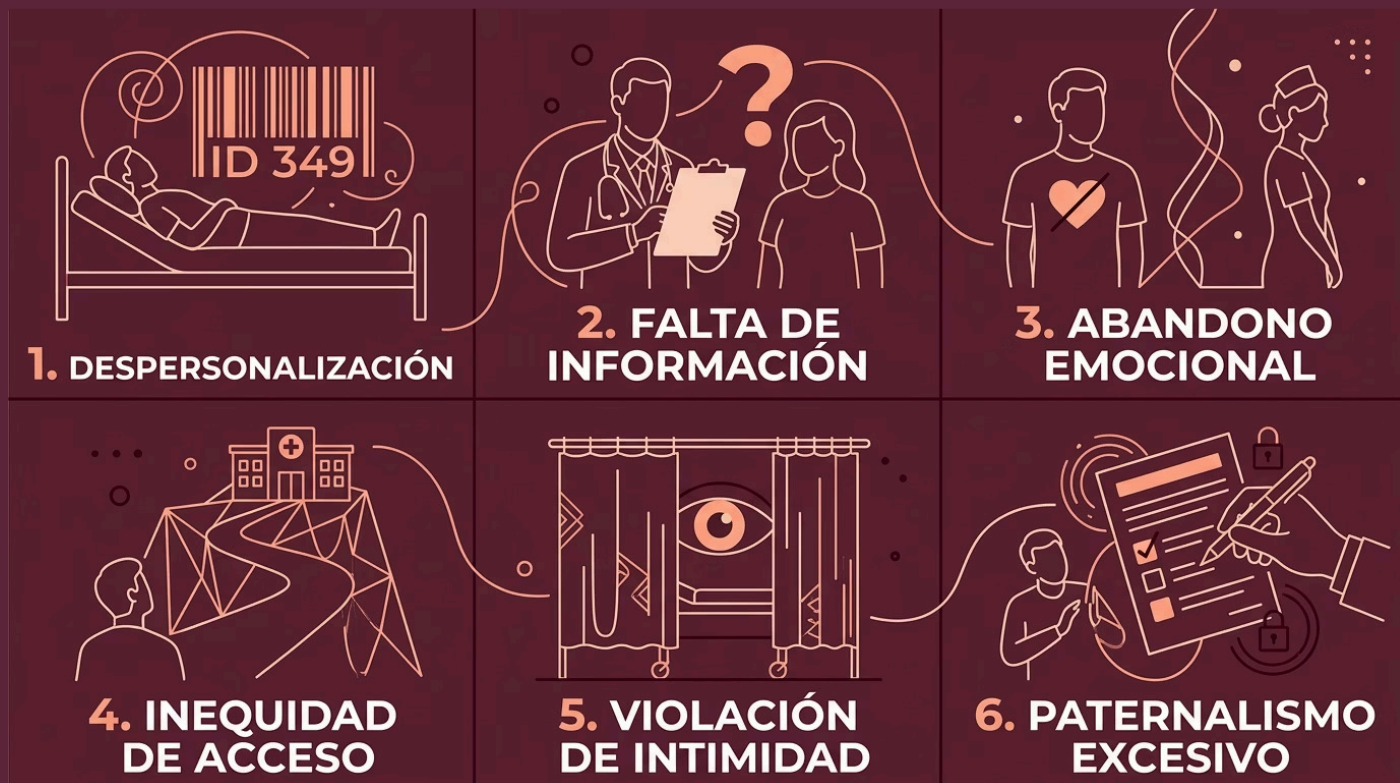 ID 349
1. DESPERSONALIZACIÓN
2. FALTA DE
INFORMACIÓN
3. ABANDONO
EMOCIONAL
4. INEQUIDAD
DE ACCESO
5. VIOLACIÓN
DE INTIMIDAD
6. PATERNALISMO
EXCESIVO